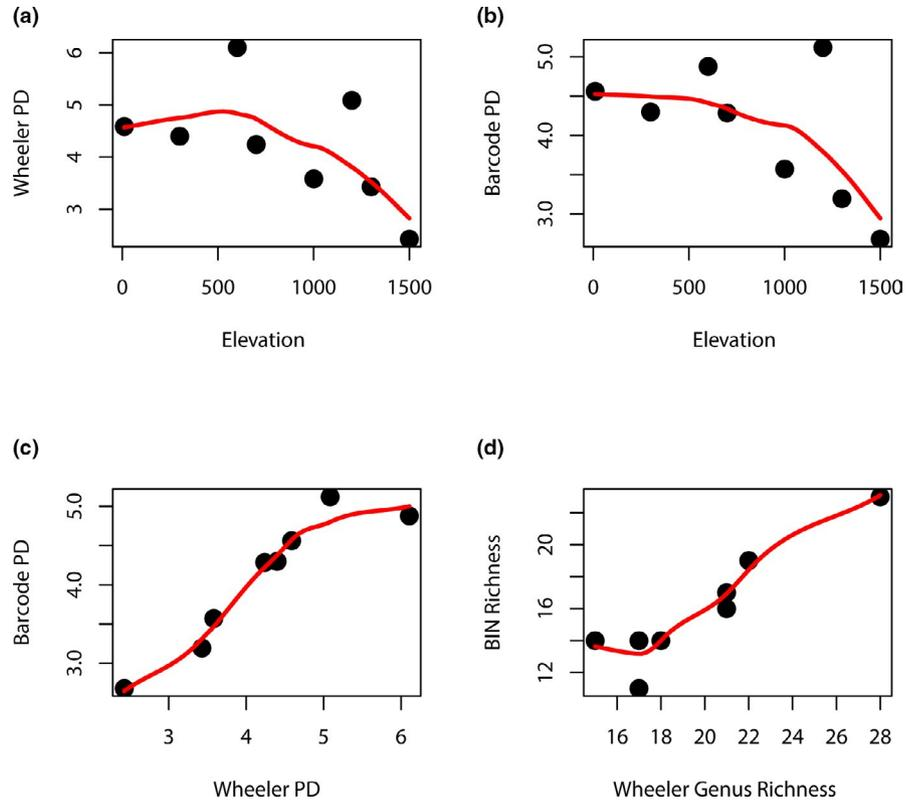 (a)
Wheeler PD
6
5
4
3
0 500 1000 1500
Elevation
(b)
Barcode PD
5.0
4.0
3.0
0 500 1000 1500
Elevation
(c)
Barcode PD
5.0
4.0
3.0
3 4 5 6
Wheeler PD
(d)
BIN Richness
20
16
12
16 18 20 22 24 26 28
Wheeler Genus Richness